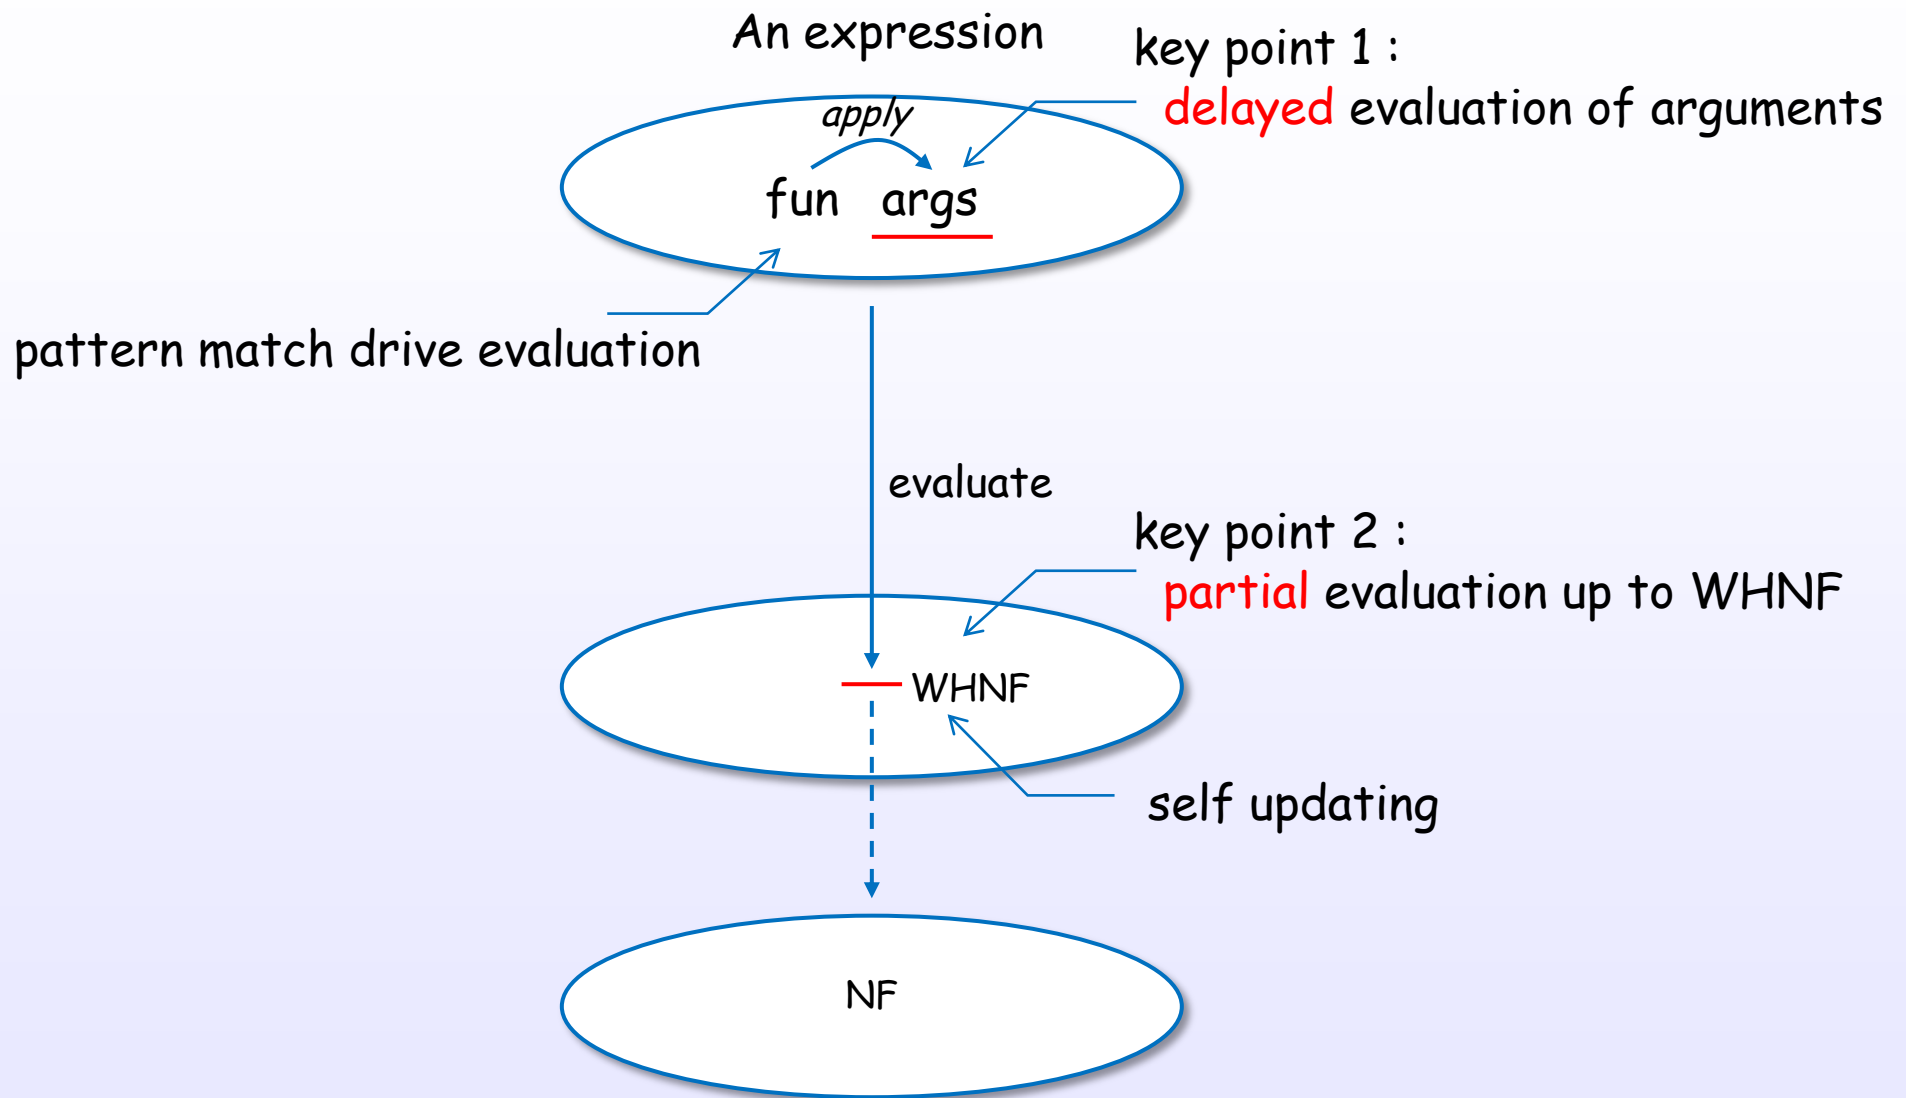 An expression
key point 1 :
delayed evaluation of arguments
apply
fun args
pattern match drive evaluation
evaluate
key point 2 :
partial evaluation up to WHNF
WHNF
self updating
NF